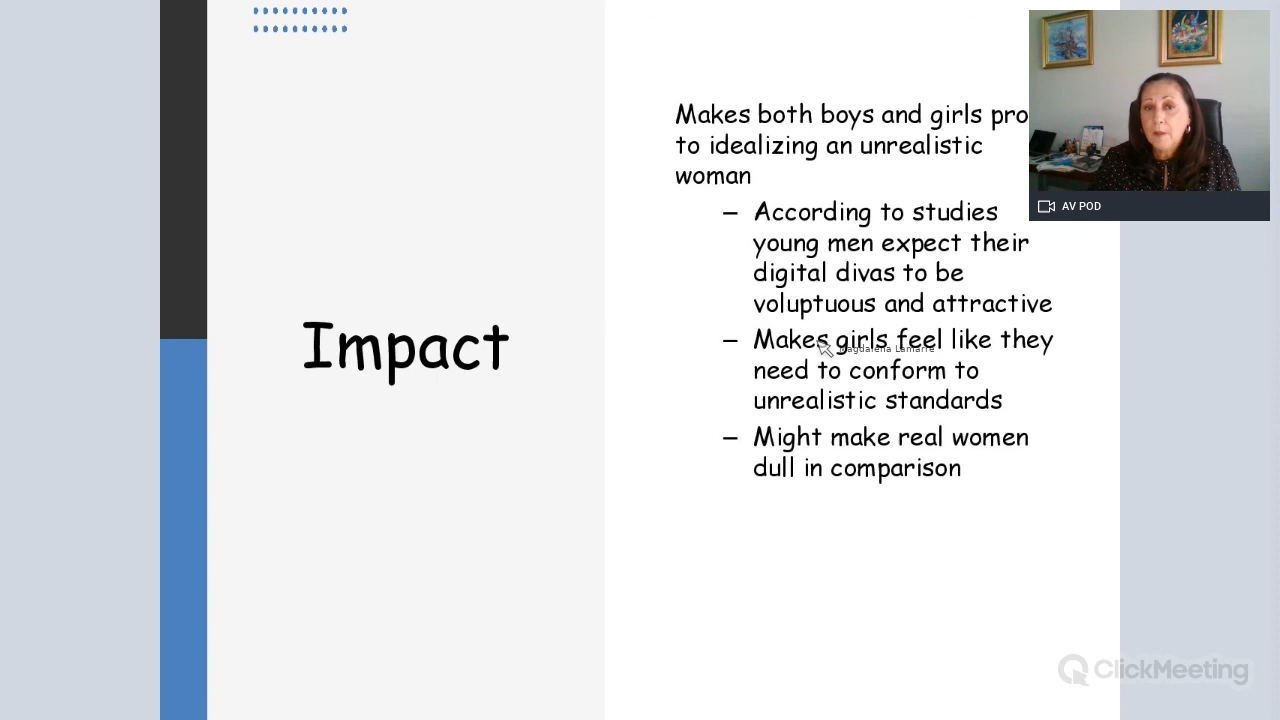 Makes both boys and girls pro
to idealizing an unrealistic
woman
– According to studies
young men expect their
digital divas to be
voluptuous and attractive
– Makes girls feel like they
need to conform to
unrealistic standards
– Might make real women
dull in comparison
Impact
Magdalena Lamarre
AV POD
ClickMeeting